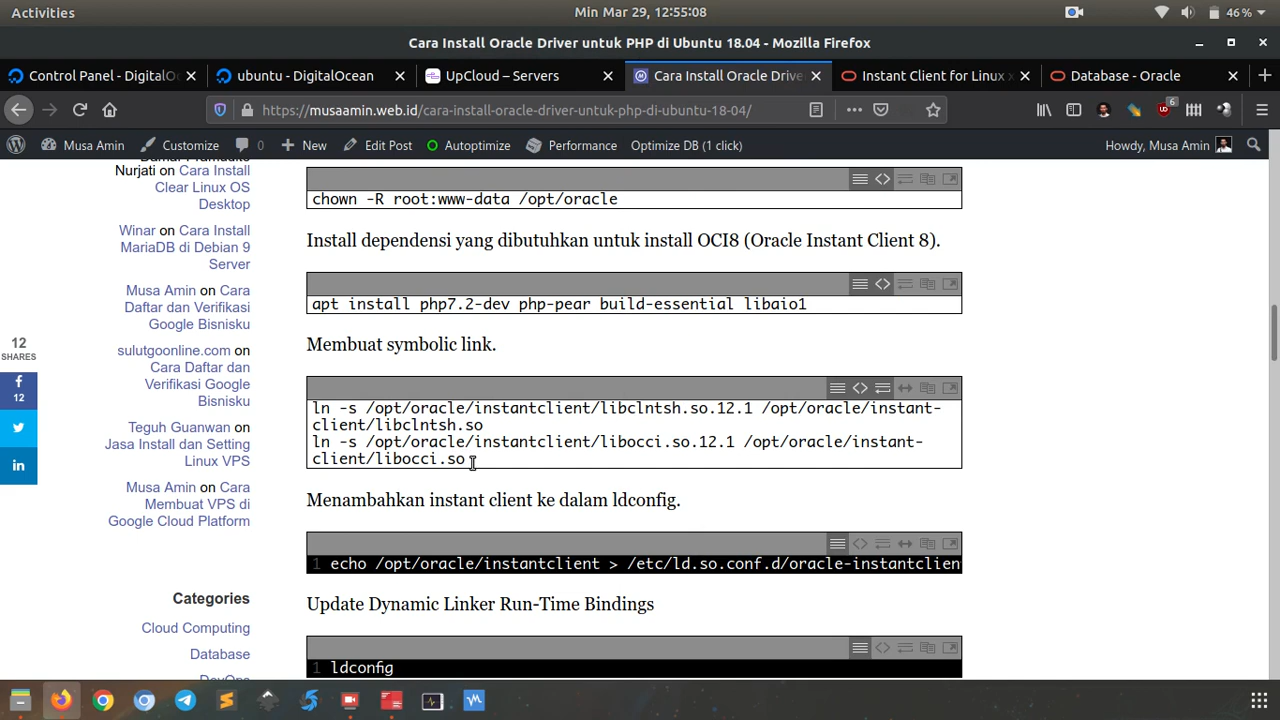 Activities
Min Mar 29, 12:55:08
46 %
Cara Install Oracle Driver untuk PHP di Ubuntu 18.04 - Mozilla Firefox
Control Panel - DigitalO
ubuntu - DigitalOcean
UpCloud – Servers
Cara Install Oracle Drive
Instant Client for Linux x
Database - Oracle
https://musaamin.web.id/cara-install-oracle-driver-untuk-php-di-ubuntu-18-04/
6
Musa Amin
Customize
0
New
Edit Post
Autoptimize
Performance
Optimize DB (1 click)
Howdy, Musa Amin
Nurjati on Cara Install
Clear Linux OS
Desktop
Winar on Cara Install
MariaDB di Debian 9
Server
Musa Amin on Cara
Daftar dan Verifikasi
Google Bisnisku
sulutgoonline.com on
Cara Daftar dan
Verifikasi Google
Bisnisku
Teguh Guanwan on
Jasa Install dan Setting
Linux VPS
Musa Amin on Cara
Membuat VPS di
Google Cloud Platform
Categories
Cloud Computing
Database
12
SHARES
12
chown -R root:www-data /opt/oracle
Install dependensi yang dibutuhkan untuk install OCI8 (Oracle Instant Client 8).
apt install php7.2-dev php-pear build-essential libaio1
Membuat symbolic link.
ln -s /opt/oracle/instantclient/libclntsh.so.12.1 /opt/oracle/instant-
client/libclntsh.so
ln -s /opt/oracle/instantclient/libocci.so.12.1 /opt/oracle/instant-
client/libocci.so
Menambahkan instant client ke dalam ldconfig.
1 echo /opt/oracle/instantclient > /etc/ld.so.conf.d/oracle-instantclien
Update Dynamic Linker Run-Time Bindings
1 ldconfig